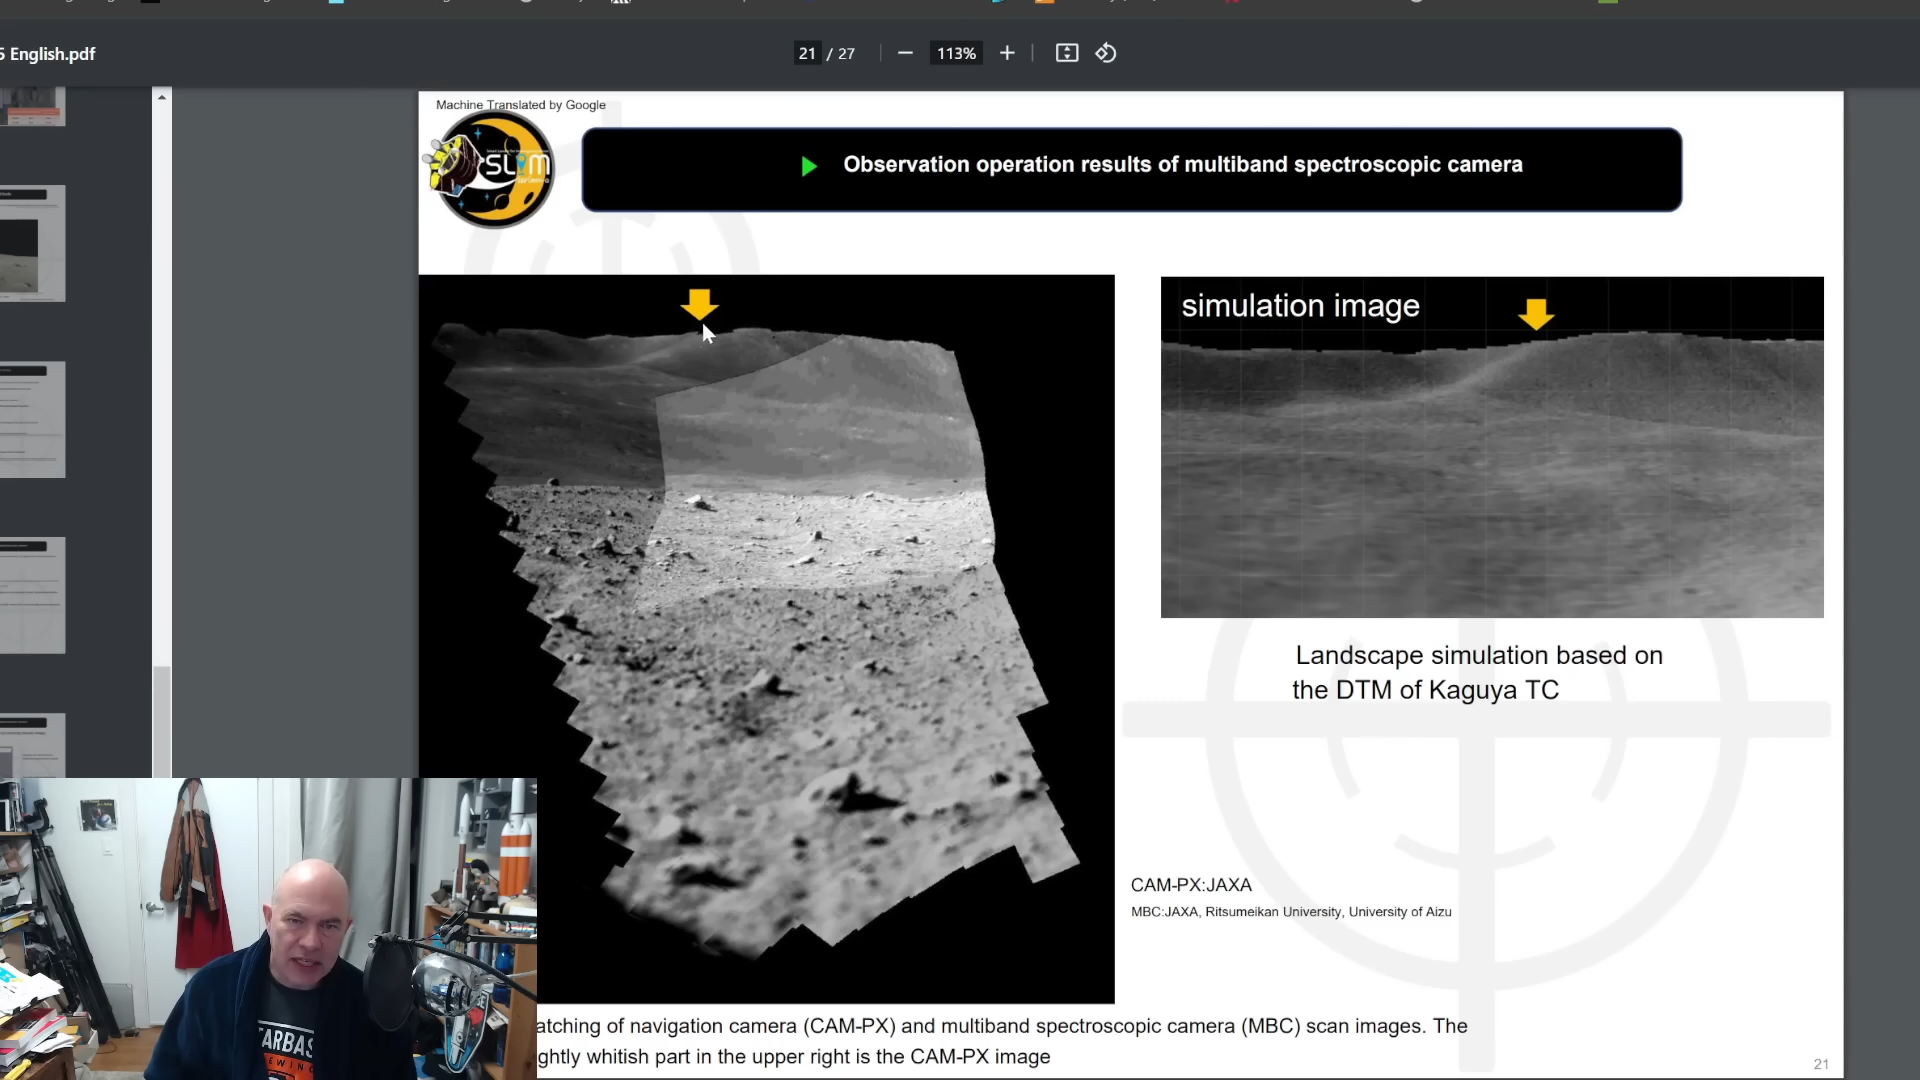 5 English.pdf
21 / 27
113%
Machine Translated by Google
SLIM
Observation operation results of multiband spectroscopic camera
simulation image
Landscape simulation based on
the DTM of Kaguya TC
CAM-PX:JAXA
MBC:JAXA, Ritsumeikan University, University of Aizu
atching of navigation camera (CAM-PX) and multiband spectroscopic camera (MBC) scan images. The
ghtly whitish part in the upper right is the CAM-PX image
21
TARBAS